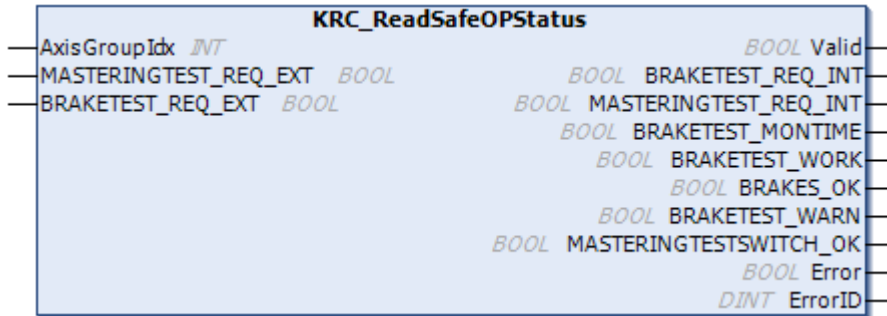 KRC_ReadSafeOPStatus
AxisGroupIdx INT BOOL Valid
MASTERINGTEST_REQ_EXT BOOL BOOL BRAKETEST_REQ_INT
BRAKETEST_REQ_EXT BOOL BOOL MASTERINGTEST_REQ_INT
BOOL BRAKETEST_MONTIME
BOOL BRAKETEST_WORK
BOOL BRAKES_OK
BOOL BRAKETEST_WARN
BOOL MASTERINGTESTSWITCH_OK
BOOL Error
DINT ErrorID